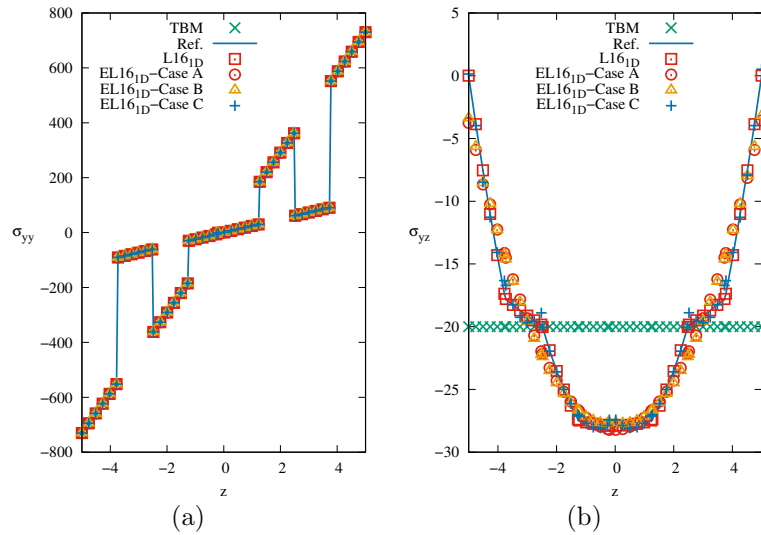 TBM
Ref.
L16₁D
EL16₁D−Case A
EL16₁D−Case B
EL16₁D−Case C
800
600
400
200
0
−200
−400
−600
−800
σyy
−4 −2 0 2 4
z
(a)
TBM
Ref.
L16₁D
EL16₁D−Case A
EL16₁D−Case B
EL16₁D−Case C
5
0
−5
−10
−15
−20
−25
−30
σyz
−4 −2 0 2 4
z
(b)